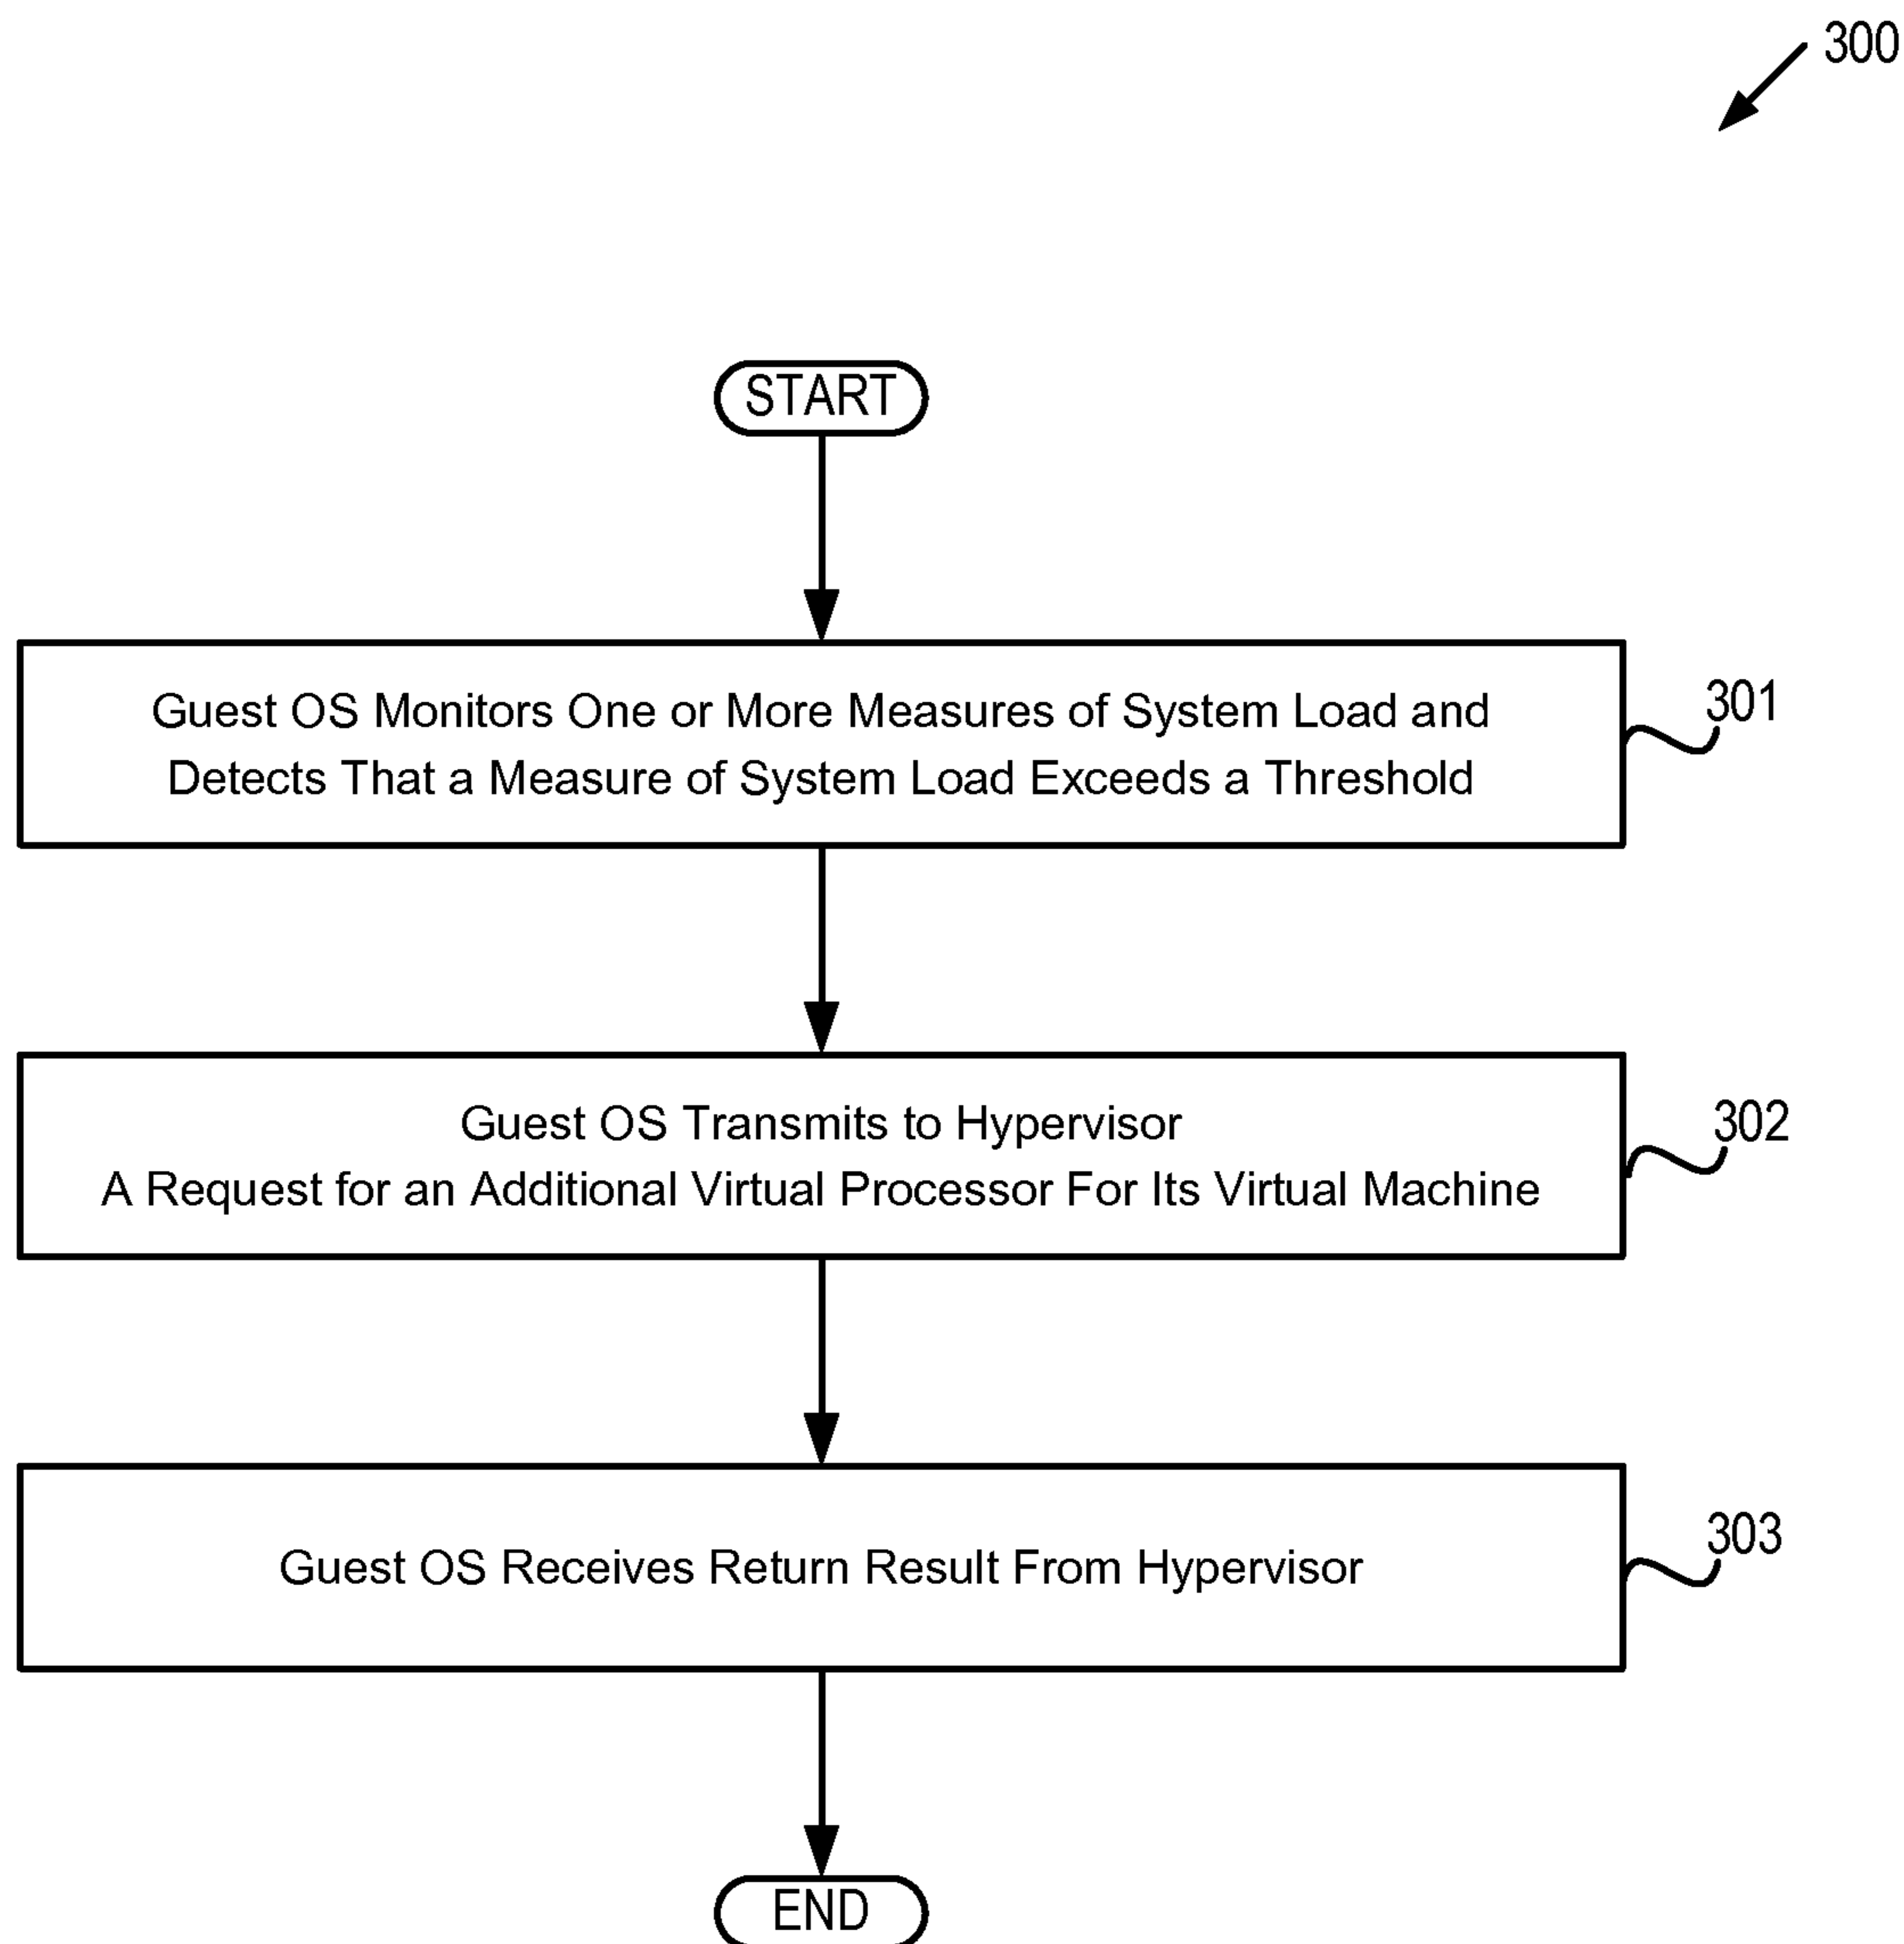 300
START
Guest OS Monitors One or More Measures of System Load and
Detects That a Measure of System Load Exceeds a Threshold
301
Guest OS Transmits to Hypervisor
A Request for an Additional Virtual Processor For Its Virtual Machine
302
Guest OS Receives Return Result From Hypervisor
303
END